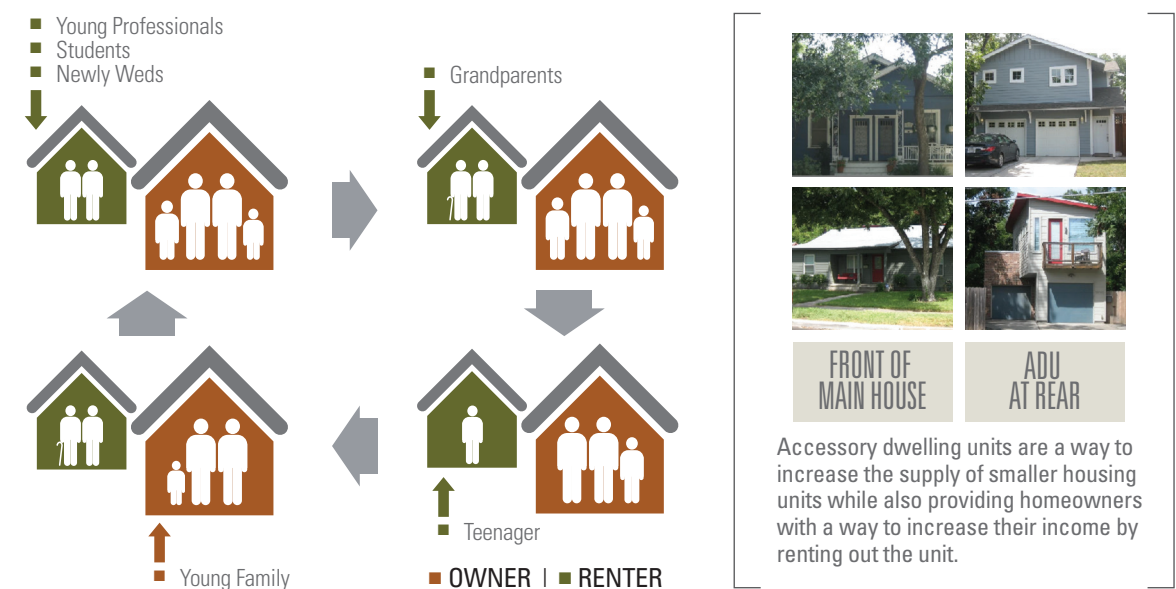 Young Professionals
Students
Newly Weds
Grandparents
Teenager
Young Family
OWNER | RENTER
FRONT OF
MAIN HOUSE
ADU
AT REAR
Accessory dwelling units are a way to
increase the supply of smaller housing
units while also providing homeowners
with a way to increase their income by
renting out the unit.